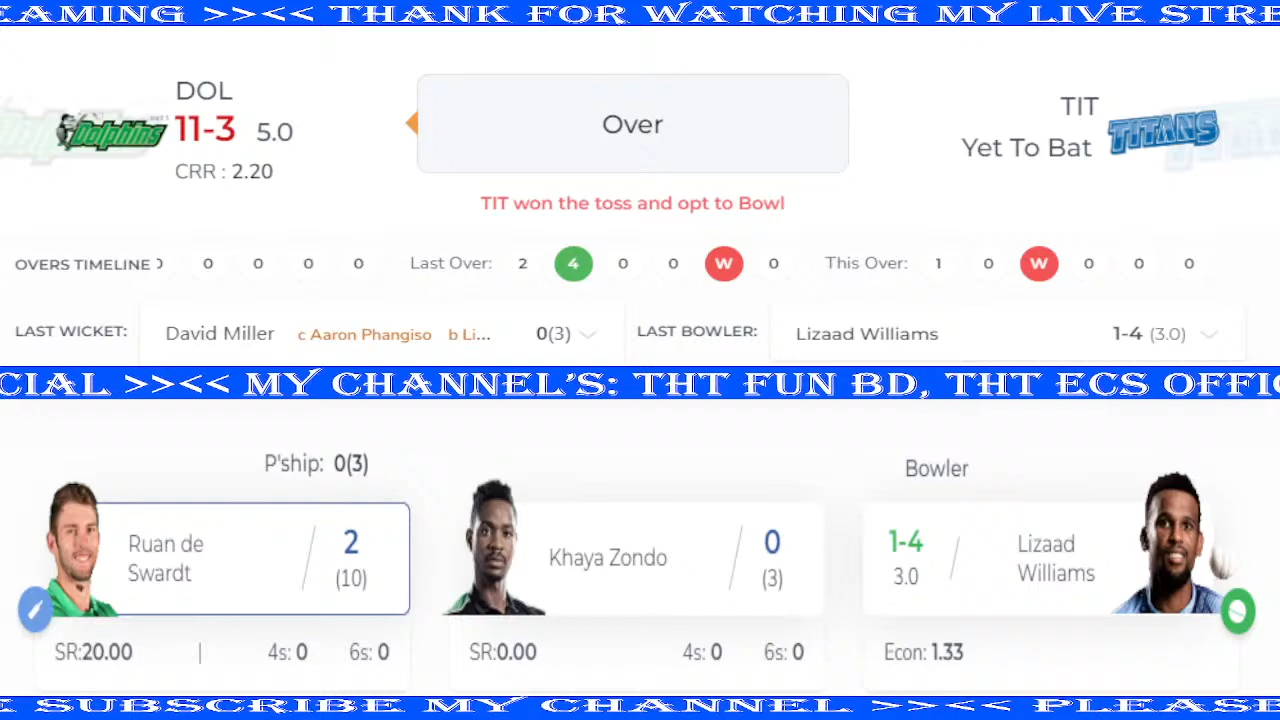 EAMING >><< THANK FOR WATCHING MY LIVE STRE
DOL
Dolphins
11-3 5.0
CRR : 2.20
Over
TIT
Yet To Bat
TITANS
TIT won the toss and opt to Bowl
OVERS TIMELINE 0 0 0 0 Last Over: 2 4 0 0 W 0 This Over: 1 0 W 0 0 0
LAST WICKET: David Miller c Aaron Phangiso b Li... 0(3) LAST BOWLER: Lizaad Williams 1-4 (3.0)
CIAL >><< MY CHANNEL'S: THT FUN BD, THT ECS OFFIC
P'ship: 0(3)
Bowler
Ruan de Swardt 2 (10)
Khaya Zondo 0 (3)
1-4 3.0 Lizaad Williams
SR:20.00 | 4s: 0 6s: 0
SR:0.00 4s: 0 6s: 0
Econ: 1.33
E SUBSCRIBE MY CHANNEL >><< PLEASE